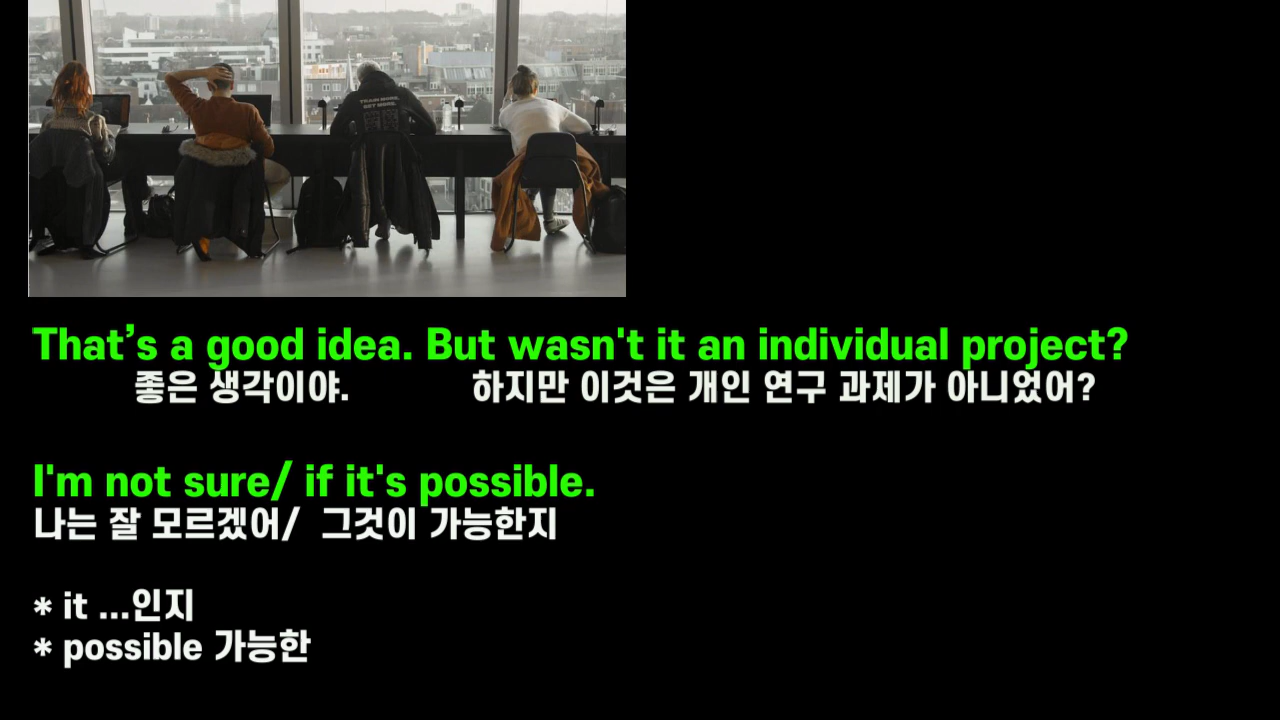 TRAIN MORE.
That's a good idea. But wasn't it an individual project?
좋은 생각이야. 하지만 이것은 개인 연구 과제가 아니었어?
I'm not sure/ if it's possible.
나는 잘 모르겠어/ 그것이 가능한지
* it ...인지
* possible 가능한